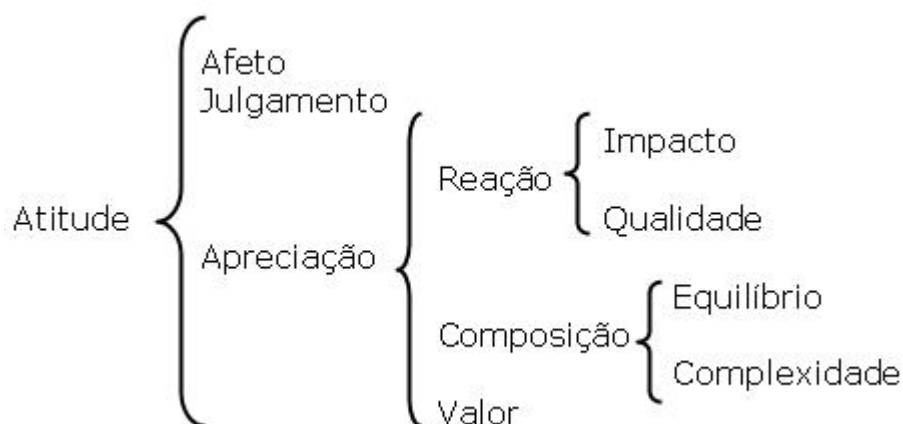 Afeto
Julgamento
Impacto
Reação
Qualidade
Atitude
Apreciação
Equilíbrio
Composição
Complexidade
Valor